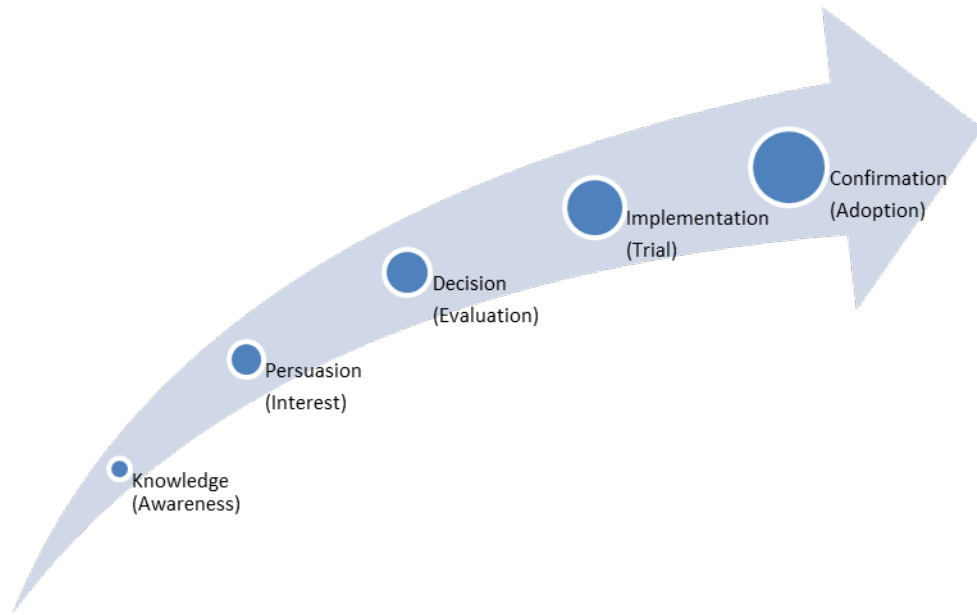 Knowledge
(Awareness)
Persuasion
(Interest)
Decision
(Evaluation)
Implementation
(Trial)
Confirmation
(Adoption)